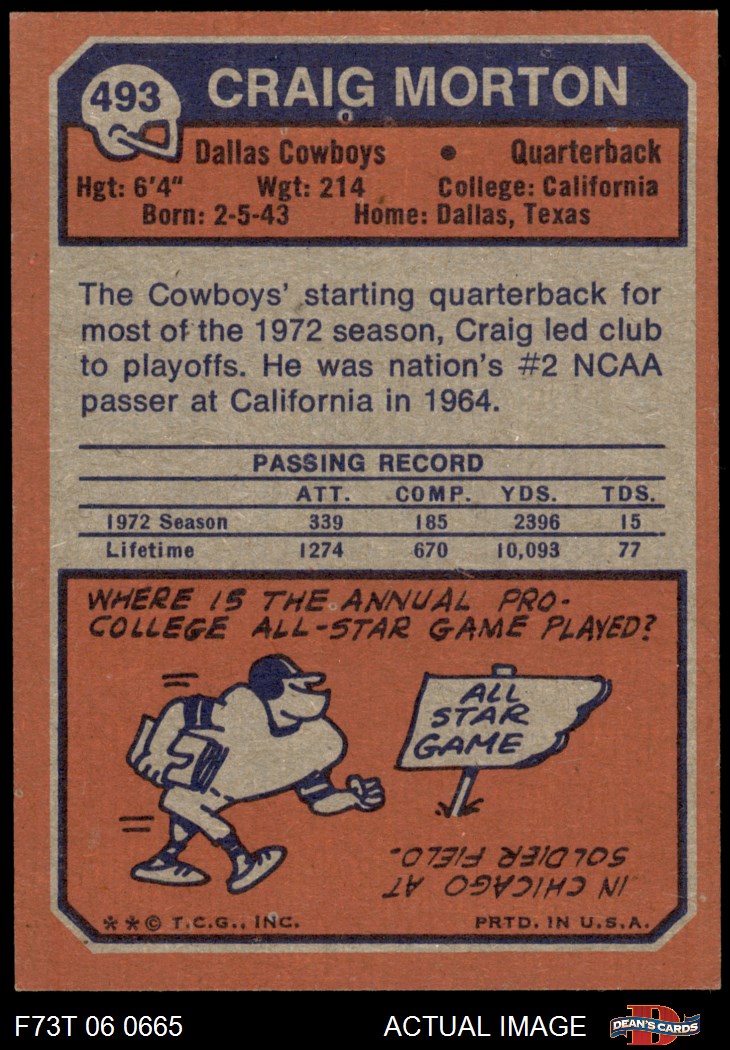 493
CRAIG MORTON
Dallas Cowboys • Quarterback
Hgt: 6'4" Wgt: 214 College: California
Born: 2-5-43 Home: Dallas, Texas
The Cowboys' starting quarterback for
most of the 1972 season, Craig led club
to playoffs. He was nation's #2 NCAA
passer at California in 1964.
PASSING RECORD
ATT. COMP. YDS. TDS.
1972 Season 339 185 2396 15
Lifetime 1274 670 10,093 77
WHERE IS THE ANNUAL PRO-
COLLEGE ALL-STAR GAME PLAYED?
ALL
STAR
GAME
IN CHICAGO AT
SOLDIER FIELD.
**© T.C.G., INC. PRTD. IN U.S.A.
F73T 06 0665 ACTUAL IMAGE
D
DEAN'S CARDS